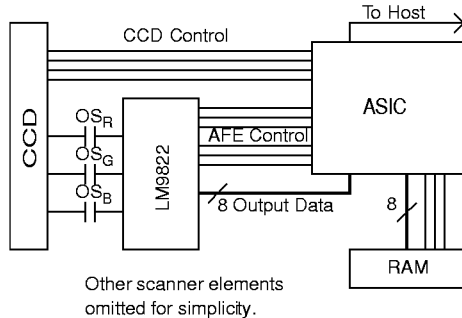 To Host
CCD Control
ASIC
CCD
OSR
OSG
OSB
LM9822
AFE Control
8 Output Data
8
RAM
Other scanner elements
omitted for simplicity.